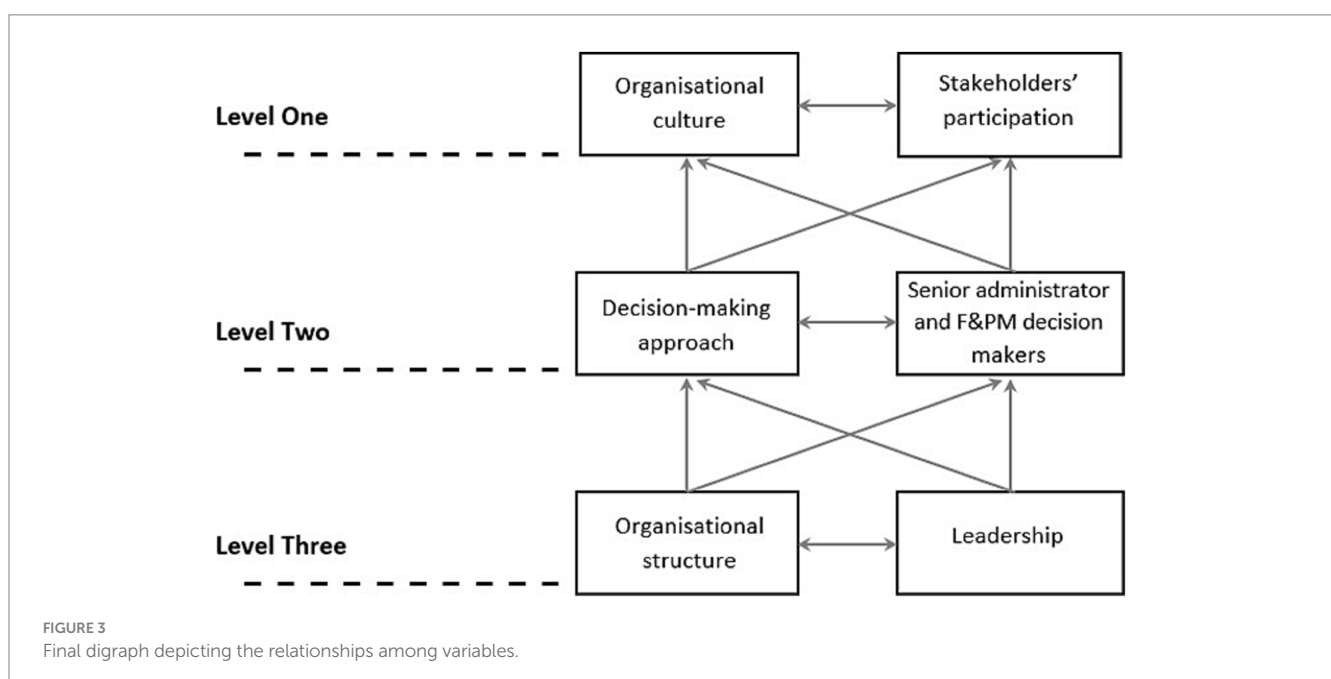 Level One
Organisational
culture
Stakeholders'
participation
Level Two
Decision-making
approach
Senior administrator
and F&PM decision
makers
Level Three
Organisational
structure
Leadership
FIGURE 3
Final digraph depicting the relationships among variables.